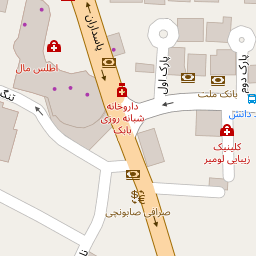 پاسداران
اطلس مال
پارک اول
پارک دوم
بانک ملت
داروخانه
شبانه روزی
بابک
دانش
کلینیک
زیبایی لومیر
تنگ
صرافی صابونچی